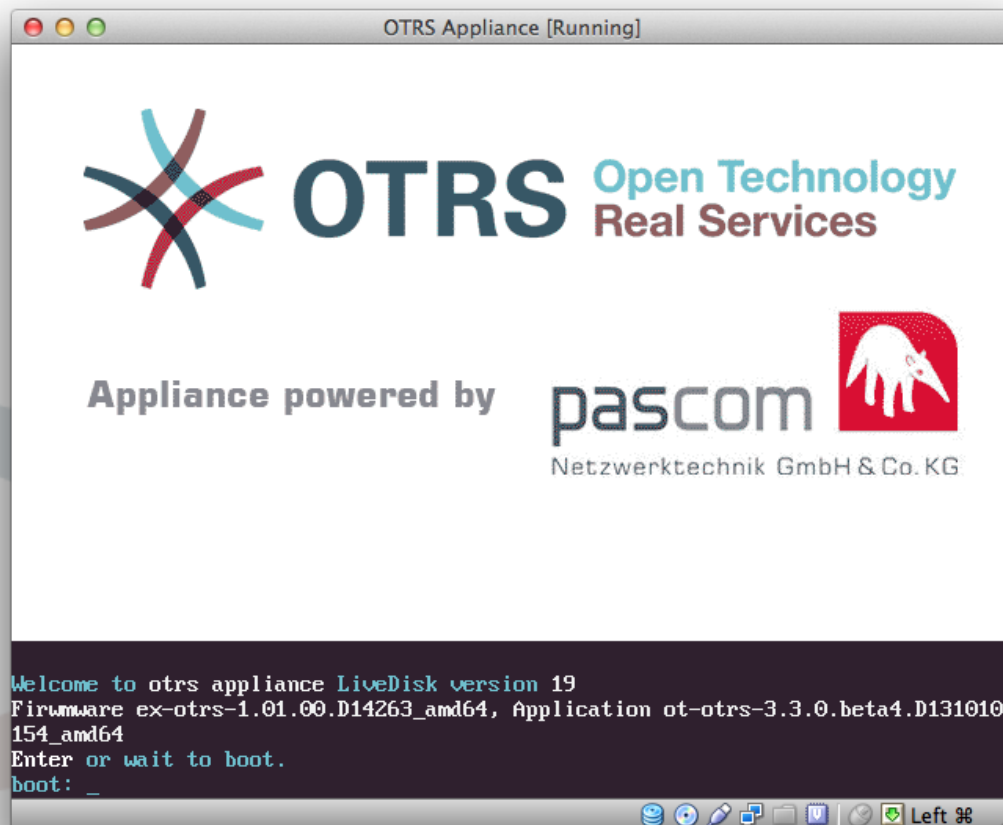 OTRS Appliance [Running]
OTRS Open Technology
Real Services
Appliance powered by
pascom
Netzwerktechnik GmbH & Co. KG
Welcome to otrs appliance LiveDisk version 19
Firwmware ex-otrs-1.01.00.D14263_amd64, Application ot-otrs-3.3.0.beta4.D131010
154_amd64
Enter or wait to boot.
boot: _
Left ⌘